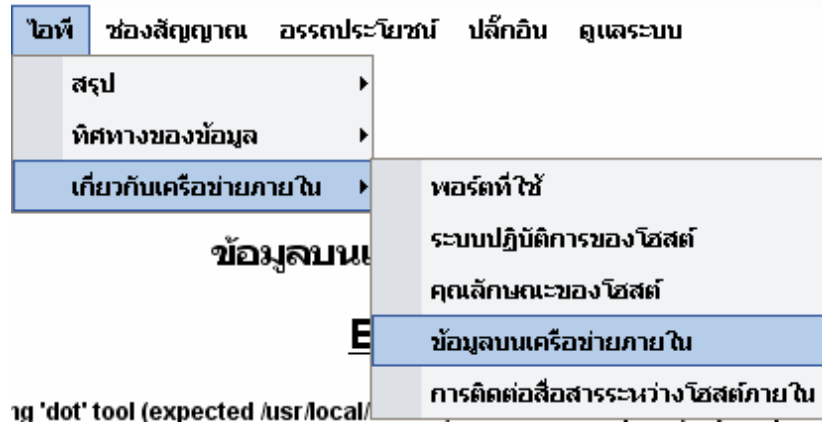 ไอพี ช่องสัญญาณ อรรถประโยชน์ ปลั๊กอิน ดูแลระบบ
สรุป
ทิศทางของข้อมูล
เกี่ยวกับเครือข่ายภายใน
พอร์ตที่ใช้
ระบบปฏิบัติการของโฮสต์
คุณลักษณะของโฮสต์
ข้อมูลบนเครือข่ายภายใน
การติดต่อสื่อสารระหว่างโฮสต์ภายใน
ข้อมูลบน
E
ng 'dot' tool (expected /usr/local/